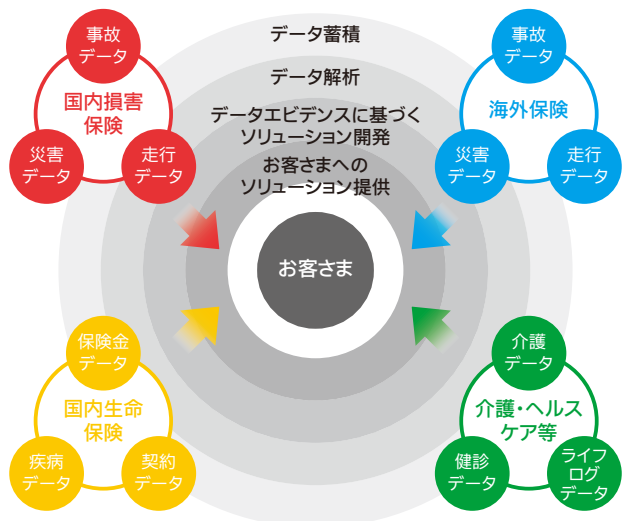 事故
データ
国内損害
保険
災害
データ
走行
データ
データ蓄積
データ解析
データエビデンスに基づく
ソリューション開発
お客さまへの
ソリューション提供
お客さま
事故
データ
海外保険
災害
データ
走行
データ
保険金
データ
国内生命
保険
疾病
データ
契約
データ
介護
データ
介護・ヘルス
ケア等
健診
データ
ライフ
ログ
データ